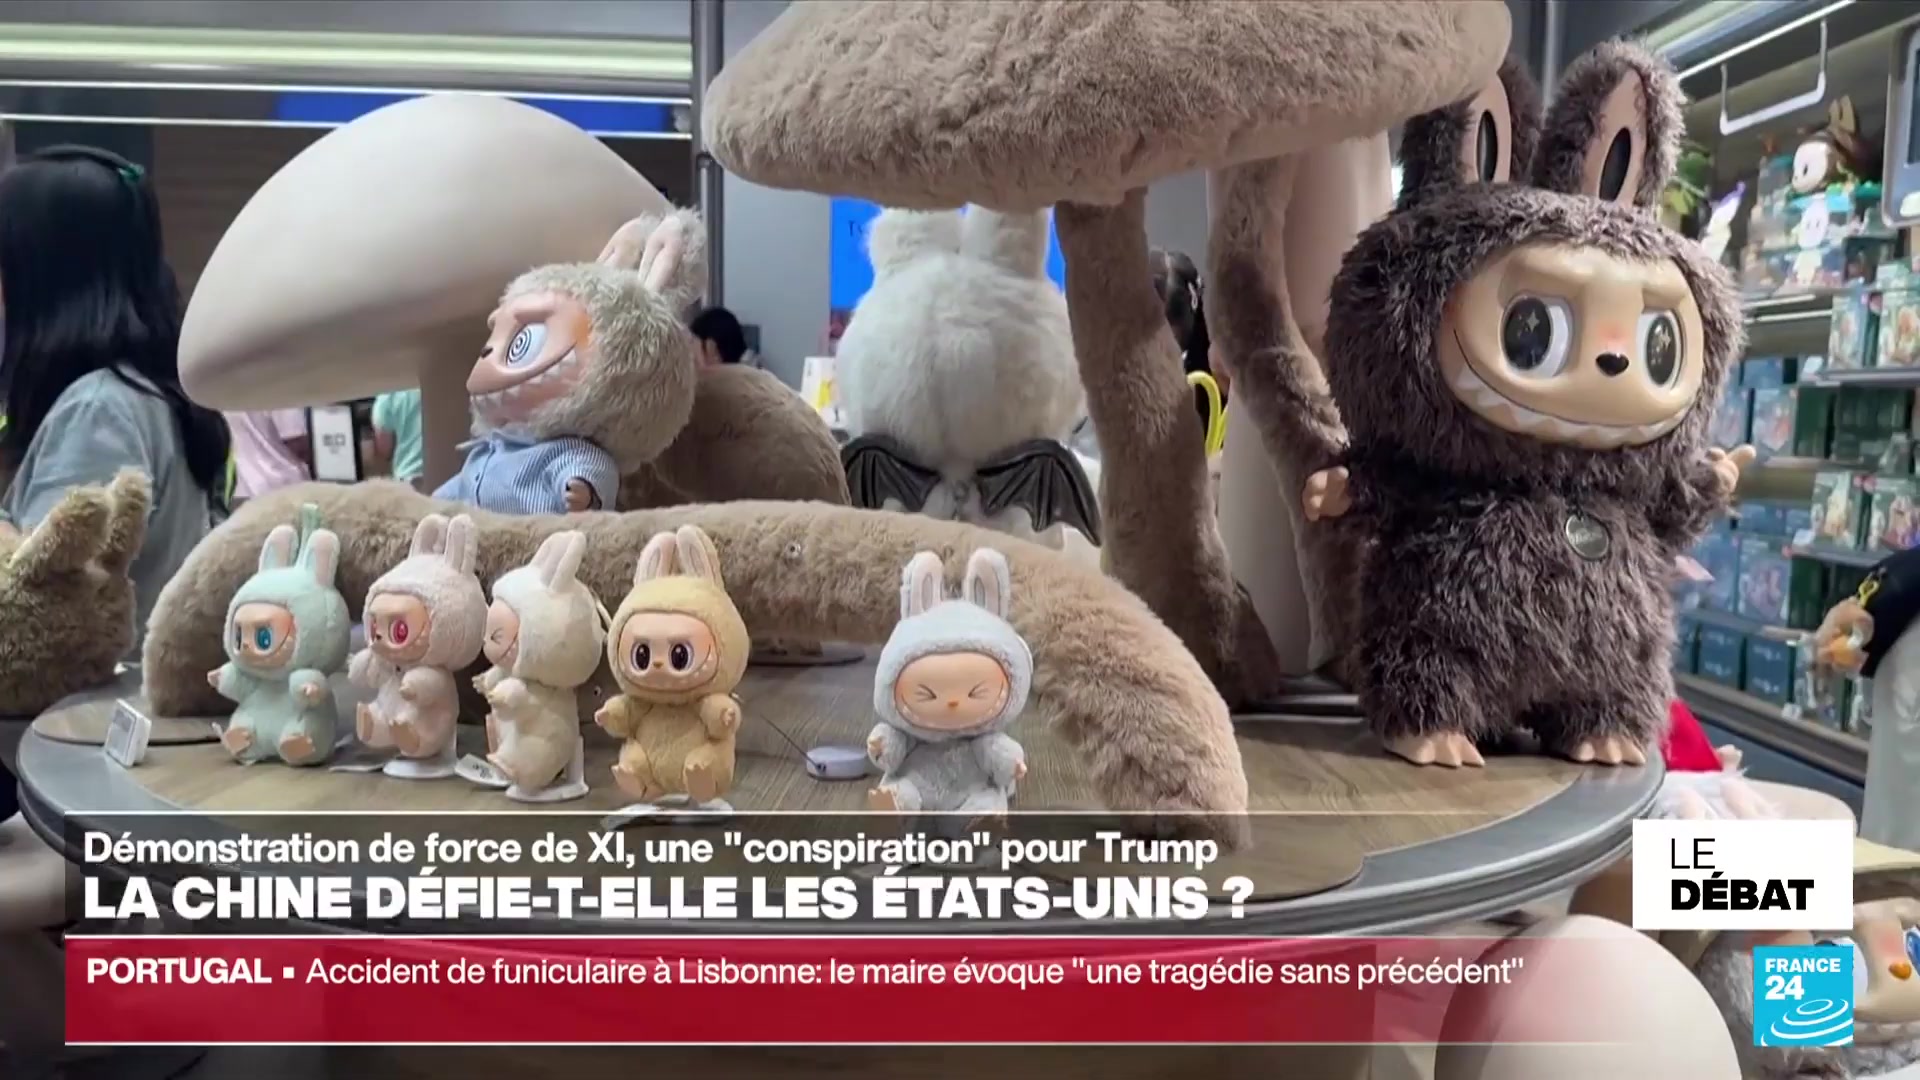 Démonstration de force de XI, une "conspiration" pour Trump
LA CHINE DÉFIE-T-ELLE LES ÉTATS-UNIS ?
LE
DÉBAT
PORTUGAL ▪ Accident de funiculaire à Lisbonne: le maire évoque "une tragédie sans précédent"
FRANCE
24